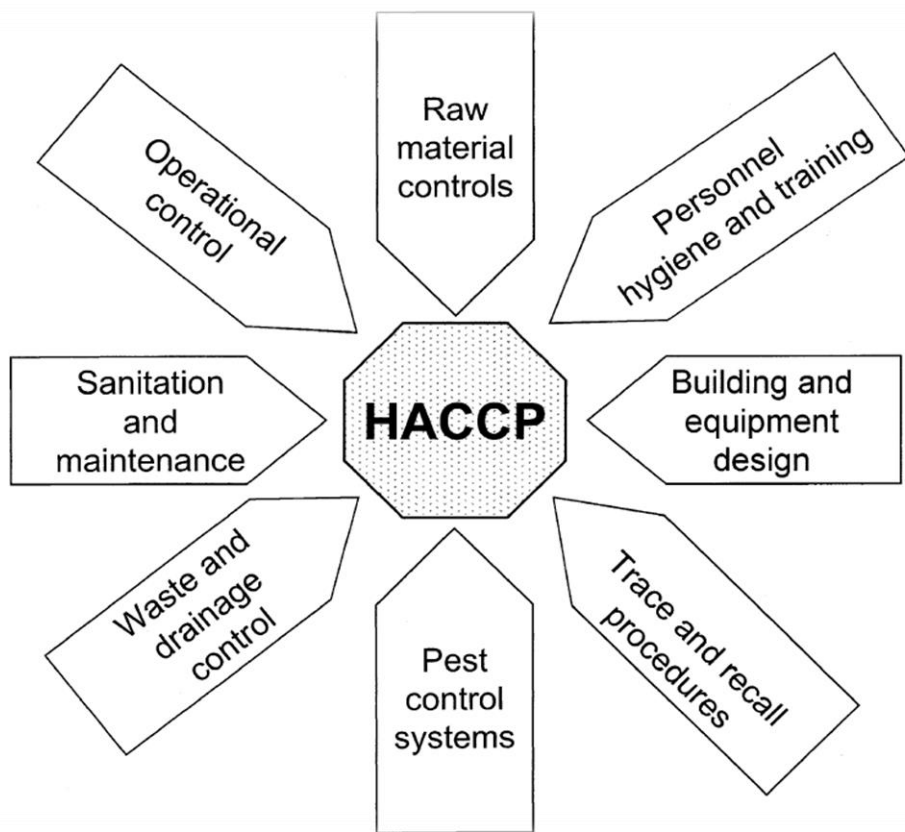 Raw
material
controls
Personnel
hygiene and training
Building and
equipment
design
Trace and recall
procedures
Pest
control
systems
Waste and
drainage
control
Sanitation
and
maintenance
Operational
control
HACCP